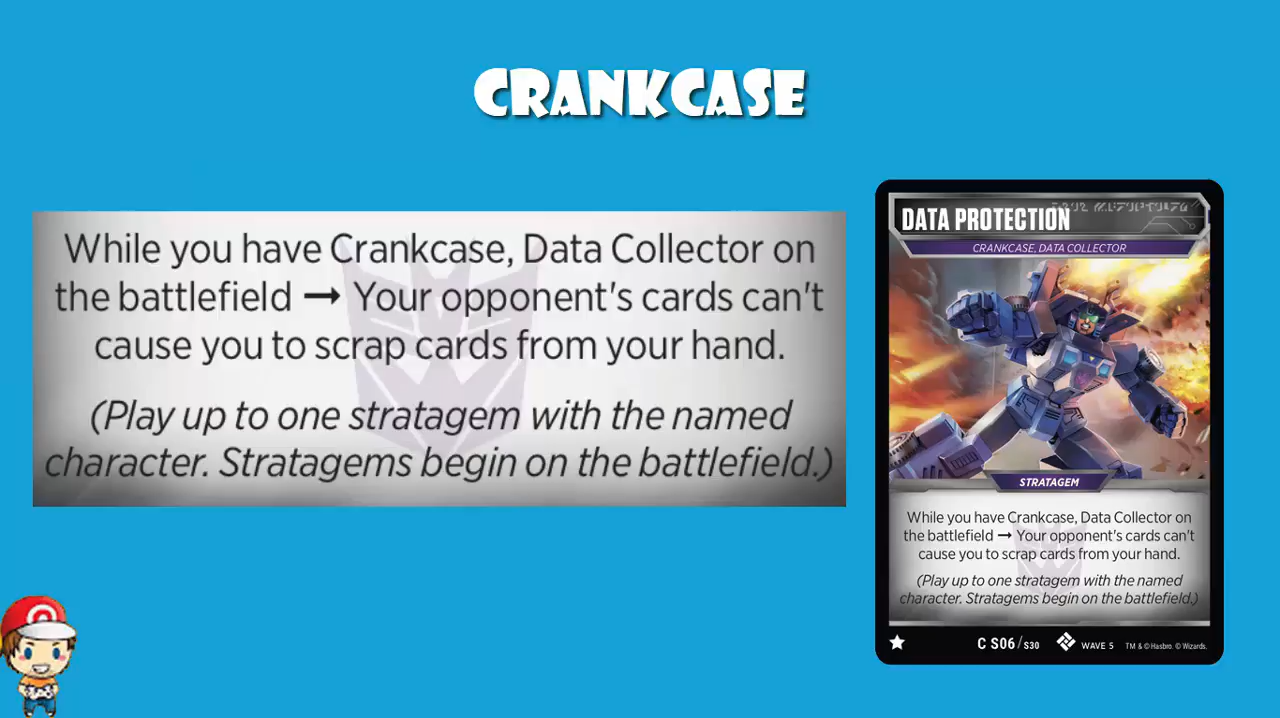 CRANKCASE
While you have Crankcase, Data Collector on
the battlefield → Your opponent's cards can't
cause you to scrap cards from your hand.
(Play up to one stratagem with the named
character. Stratagems begin on the battlefield.)
DATA PROTECTION
CRANKCASE, DATA COLLECTOR
STRATAGEM
While you have Crankcase, Data Collector on
the battlefield → Your opponent's cards can't
cause you to scrap cards from your hand.
(Play up to one stratagem with the named
character. Stratagems begin on the battlefield.)
C S06/S30 WAVE 5 TM & © Hasbro. © Wizards.